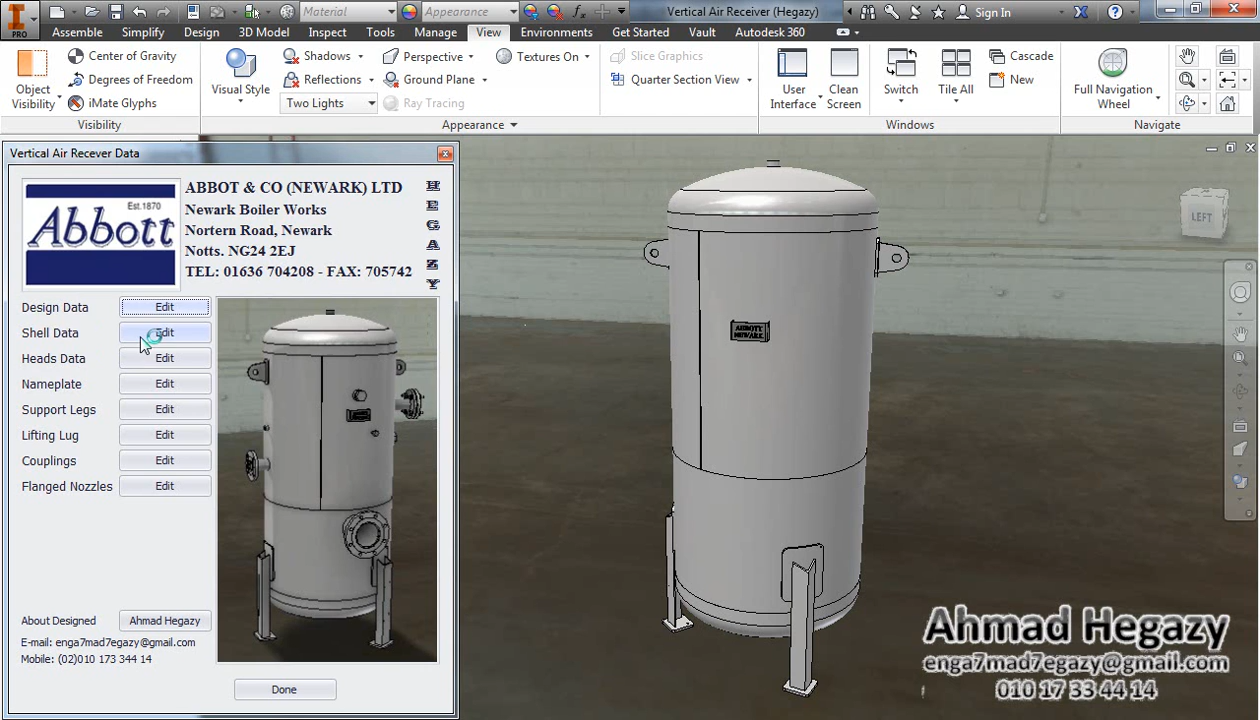 Material
Appearance
Vertical Air Receiver (Hegazy)
Sign In
PRO
Assemble
Simplify
Design
3D Model
Inspect
Tools
Manage
View
Environments
Get Started
Vault
Autodesk 360
Object Visibility
Center of Gravity
Degrees of Freedom
iMate Glyphs
Visibility
Visual Style
Shadows
Reflections
Two Lights
Perspective
Ground Plane
Ray Tracing
Textures On
Slice Graphics
Quarter Section View
Appearance
User Interface
Clean Screen
Switch
Tile All
Cascade
New
Windows
Full Navigation Wheel
Navigate
Vertical Air Recever Data
Est.1870
Abbott
ABBOT & CO (NEWARK) LTD
Newark Boiler Works
Nortern Road, Newark
Notts. NG24 2EJ
TEL: 01636 704208 - FAX: 705742
H
E
G
A
Z
Y
Design Data Edit
Shell Data Edit
Heads Data Edit
Nameplate Edit
Support Legs Edit
Lifting Lug Edit
Couplings Edit
Flanged Nozzles Edit
About Designed Ahmad Hegazy
E-mail: enga7mad7egazy@gmail.com
Mobile: (02)010 173 344 14
Done
LEFT
ABBOTT
NEWARK
Ahmad Hegazy
enga7mad7egazy@gmail.com
010 17 33 44 14